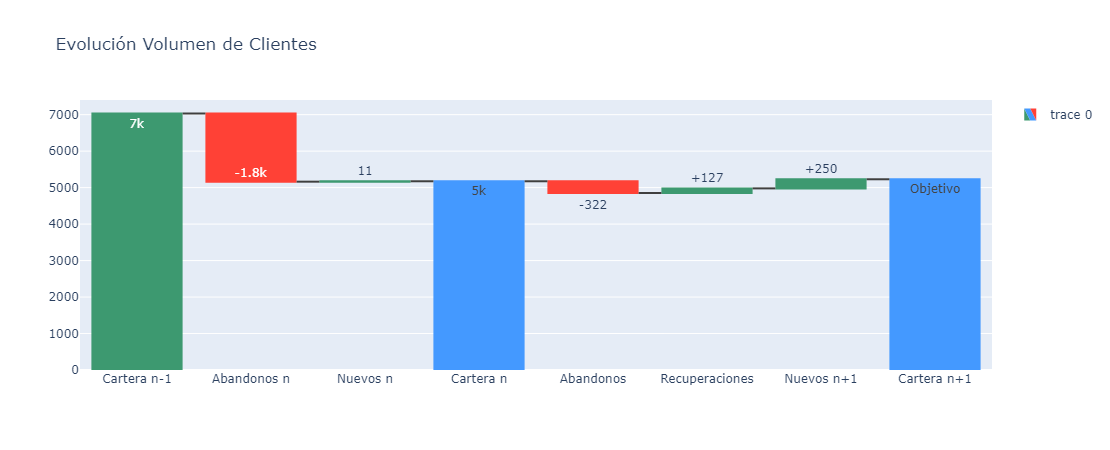 Evolución Volumen de Clientes
trace 0
7000
6000
5000
4000
3000
2000
1000
0
7k
-1.8k
11
5k
-322
+127
+250
Objetivo
Cartera n-1
Abandonos n
Nuevos n
Cartera n
Abandonos
Recuperaciones
Nuevos n+1
Cartera n+1